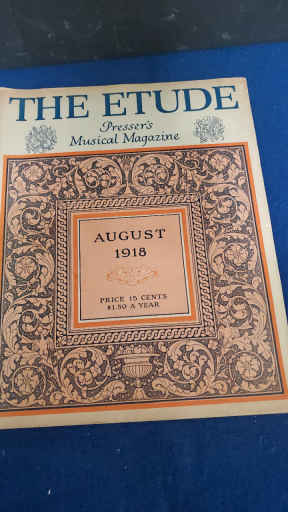 THE ETUDE
Presser's
Musical Magazine
AUGUST
1918
PRICE 15 CENTS
$1.50 A YEAR